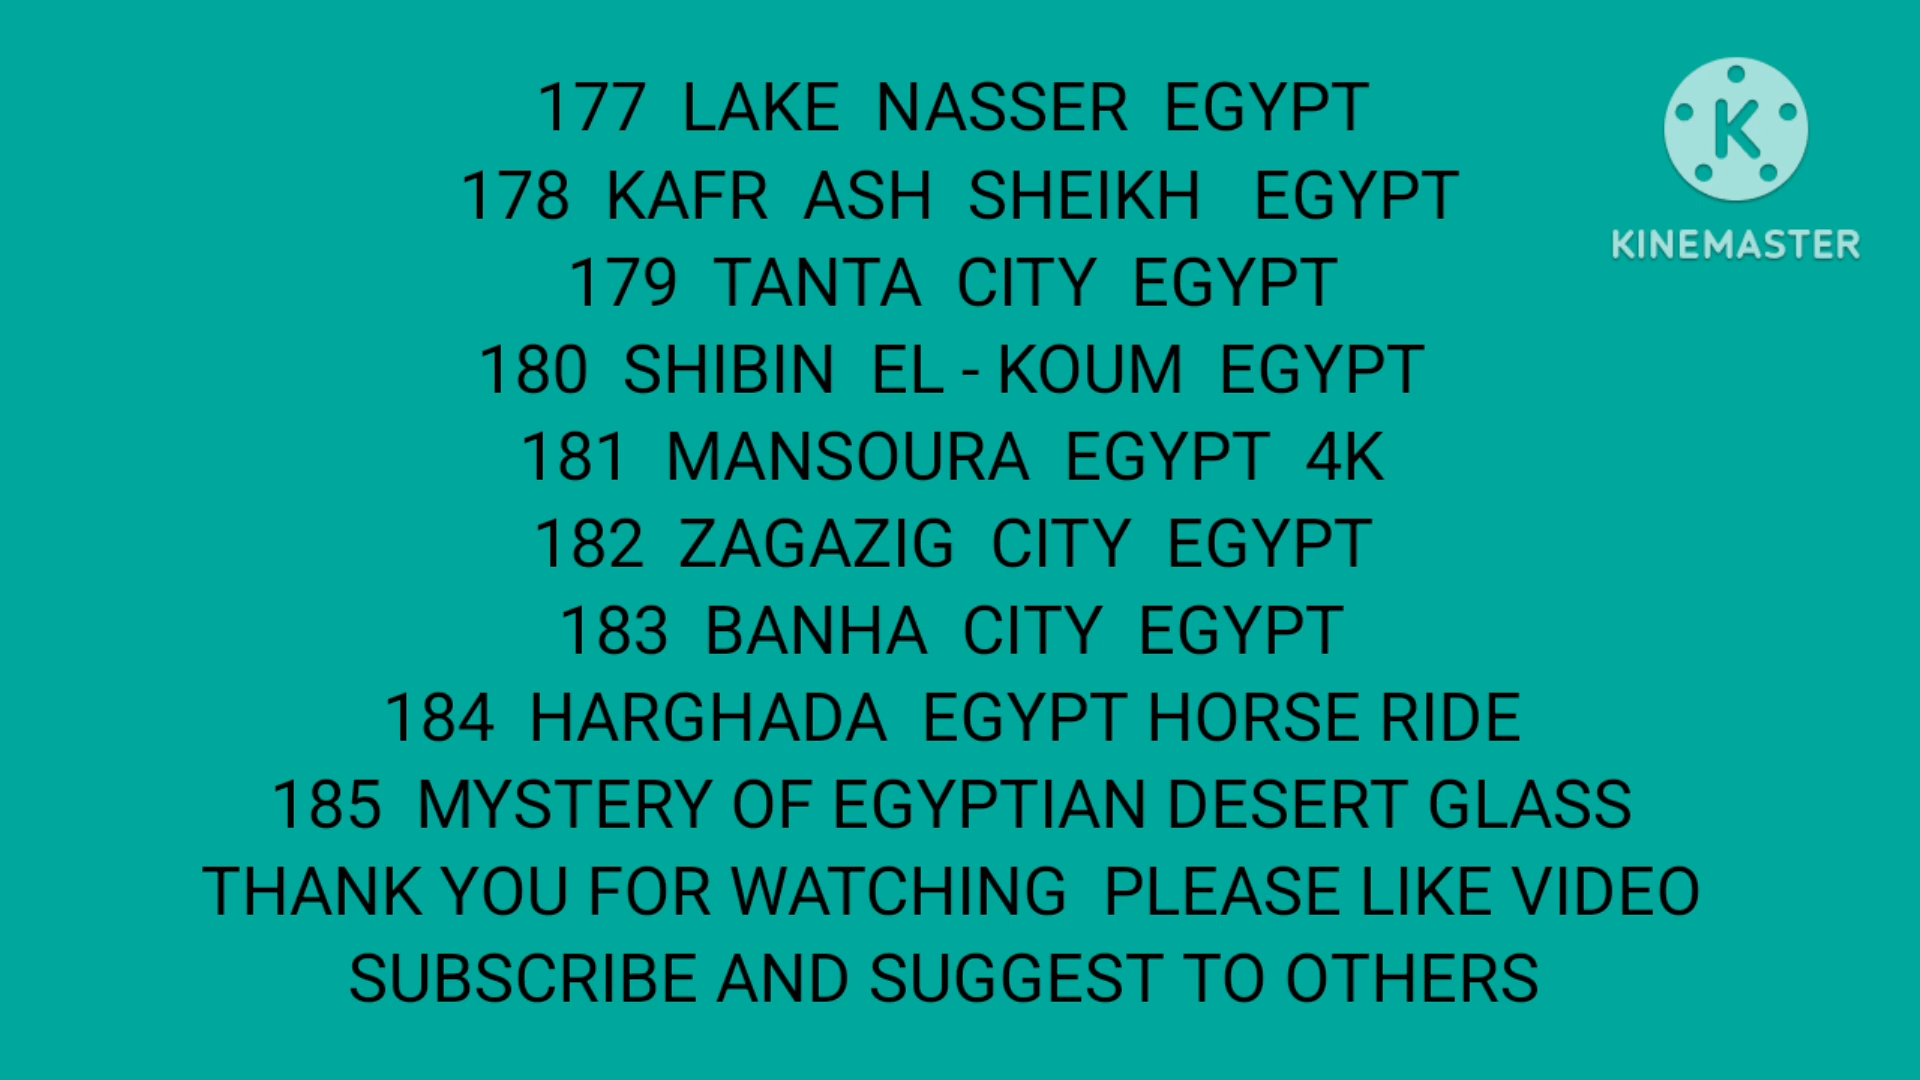 177 LAKE NASSER EGYPT
178 KAFR ASH SHEIKH EGYPT
179 TANTA CITY EGYPT
180 SHIBIN EL - KOUM EGYPT
181 MANSOURA EGYPT 4K
182 ZAGAZIG CITY EGYPT
183 BANHA CITY EGYPT
184 HARGHADA EGYPT HORSE RIDE
185 MYSTERY OF EGYPTIAN DESERT GLASS
THANK YOU FOR WATCHING PLEASE LIKE VIDEO
SUBSCRIBE AND SUGGEST TO OTHERS
K
KINEMASTER